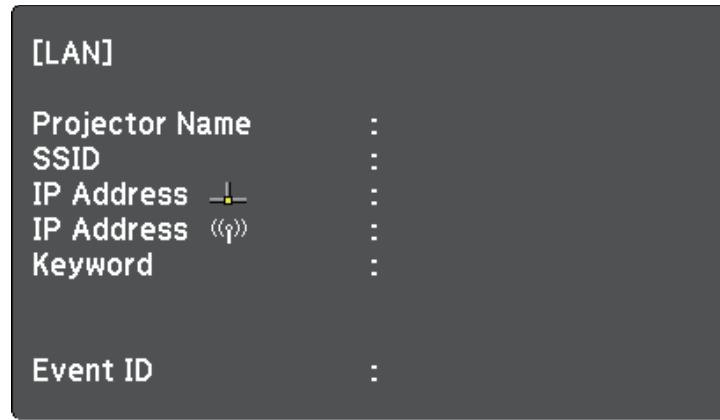 [LAN]
Projector Name :
SSID :
IP Address :
IP Address :
Keyword :
Event ID :